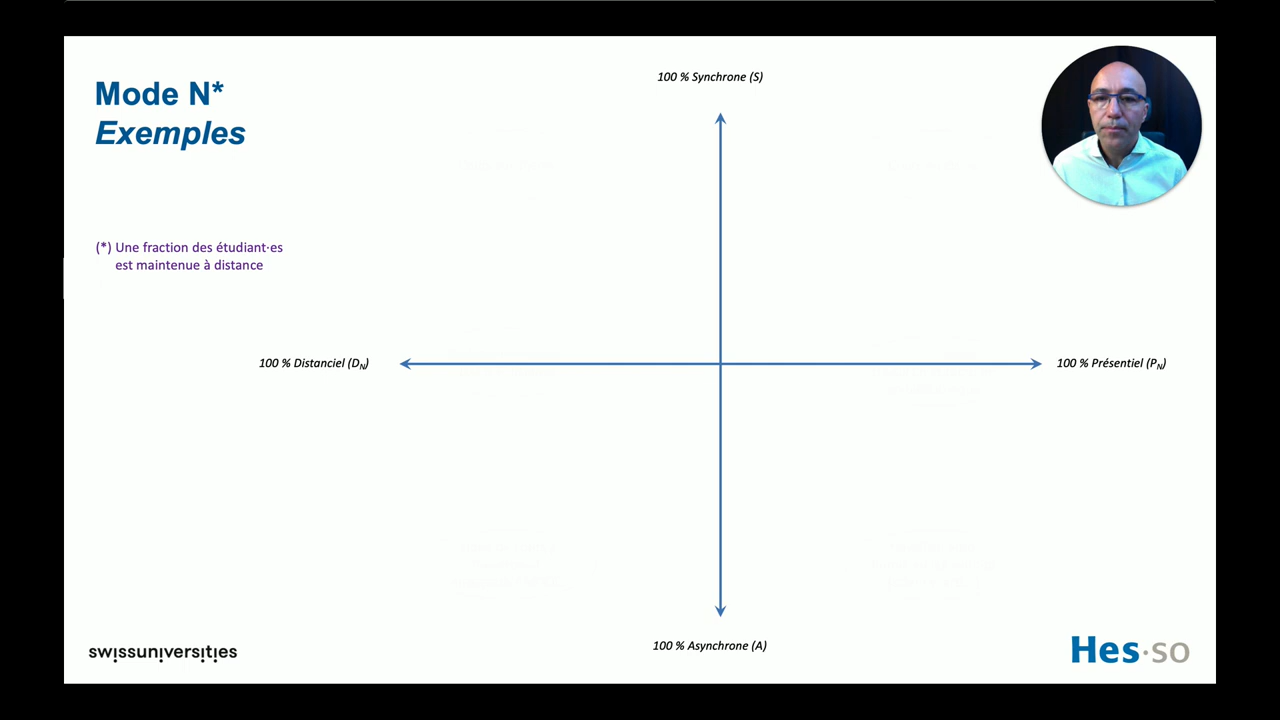 Mode N*
Exemples
100 % Synchrone (S)
(*) Une fraction des étudiant·es
est maintenue à distance
100 % Distanciel (DN)
100 % Présentiel (PN)
100 % Asynchrone (A)
swissuniversities
Hes·so